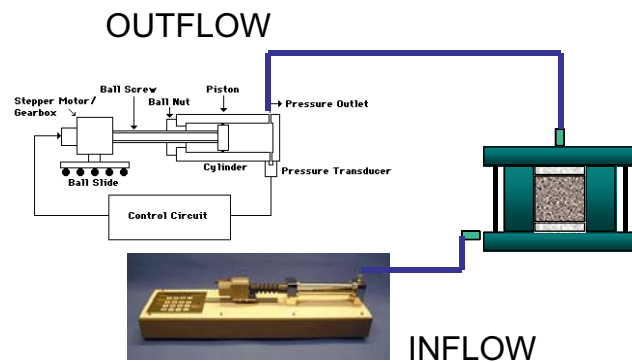 OUTFLOW
Ball Screw
Piston
Stepper Motor/
Gearbox
Ball Nut
Pressure Outlet
Cylinder
Pressure Transducer
Ball Slide
Control Circuit
INFLOW